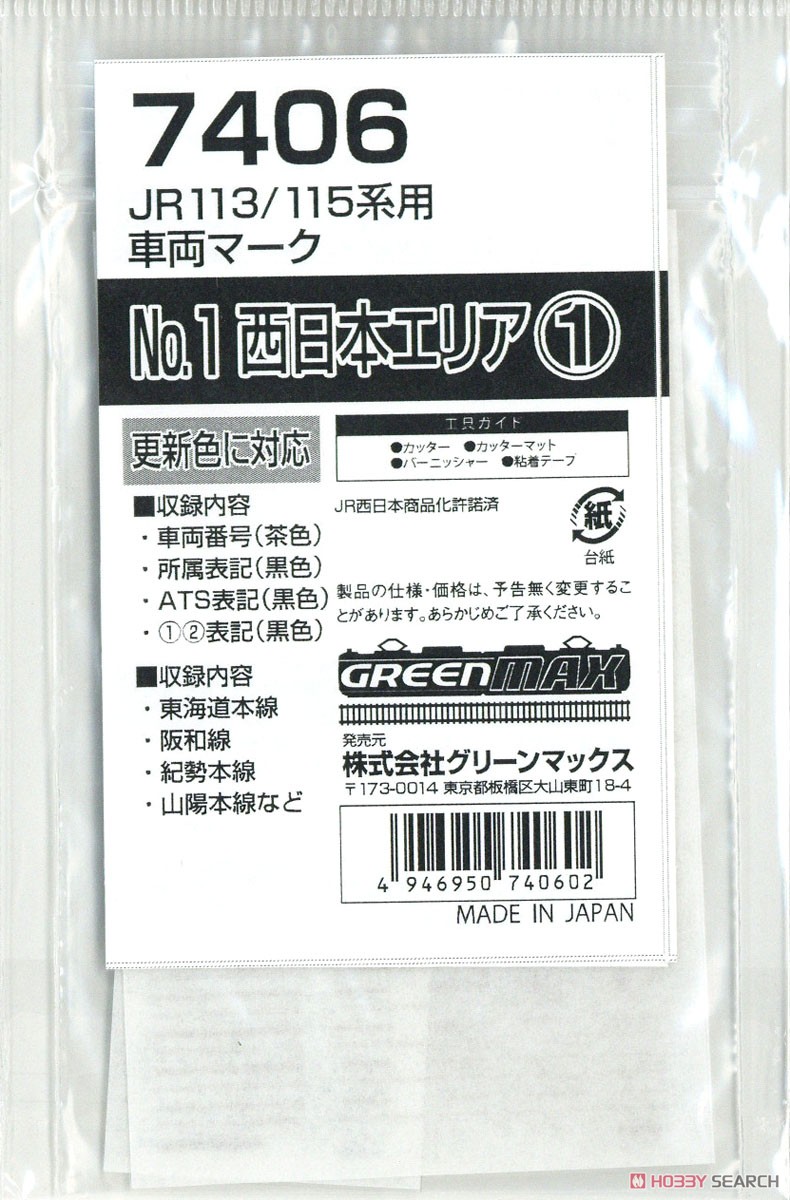 7406
JR113/115系用
車両マーク
No.1 西日本エリア①
更新色に対応
■収録内容
・車両番号(茶色)
・所属表記(黒色)
・ATS表記(黒色)
・①②表記(黒色)
■収録内容
・東海道本線
・阪和線
・紀勢本線
・山陽本線など
工具ガイド
●カッター ●カッターマット
●バーニッシャー ●粘着テープ
JR西日本商品化許諾済
紙
台紙
製品の仕様・価格は、予告無く変更するこ
とがあります。あらかじめご了承ください。
GREENMAX
発売元
株式会社グリーンマックス
〒173-0014 東京都板橋区大山東町18-4
4 946950 740602
MADE IN JAPAN
HOBBY SEARCH